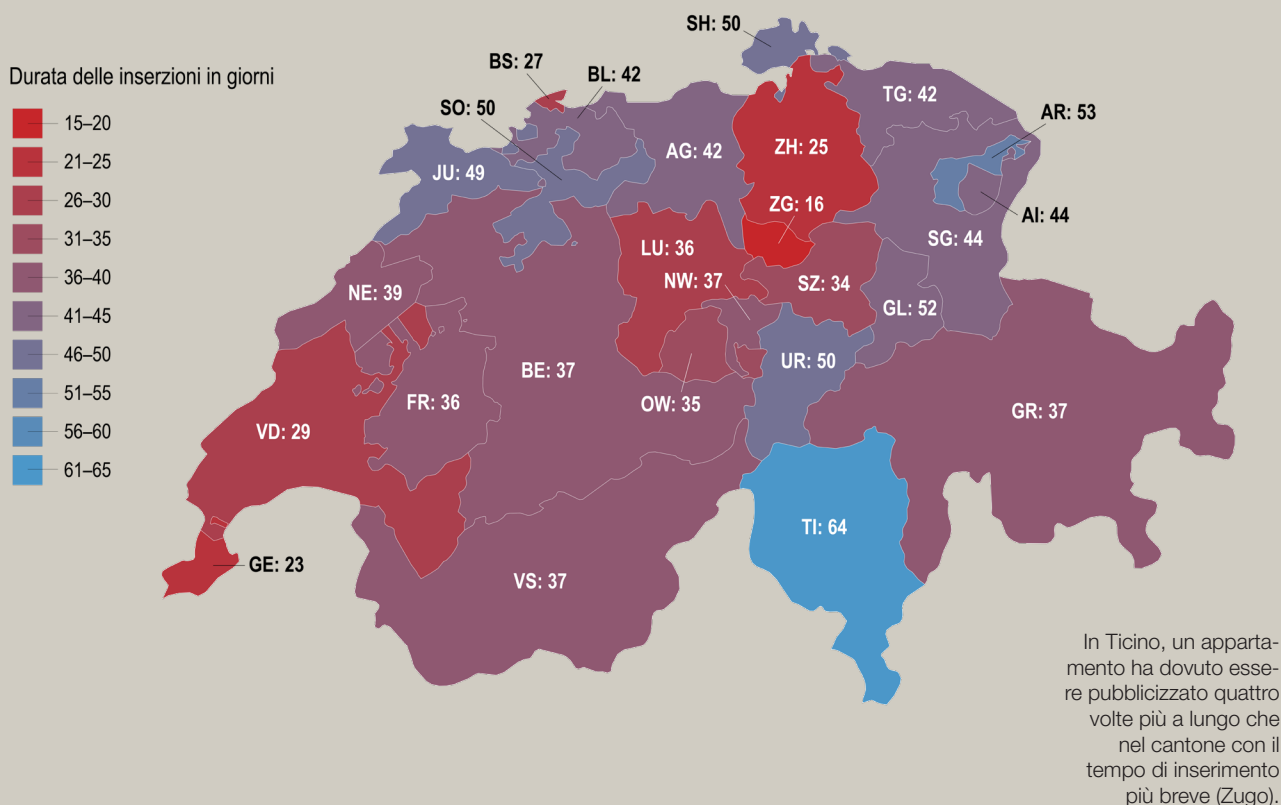 Durata delle inserzioni in giorni
15–20
21–25
26–30
31–35
36–40
41–45
46–50
51–55
56–60
61–65
SH: 50
BS: 27
BL: 42
SO: 50
TG: 42
AR: 53
JU: 49
AG: 42
ZH: 25
ZG: 16
AI: 44
LU: 36
SG: 44
NW: 37
SZ: 34
NE: 39
GL: 52
BE: 37
UR: 50
FR: 36
OW: 35
GR: 37
VD: 29
TI: 64
GE: 23
VS: 37
In Ticino, un apparta-
mento ha dovuto esse-
re pubblicizzato quattro
volte più a lungo che
nel cantone con il
tempo di inserimento
più breve (Zugo).